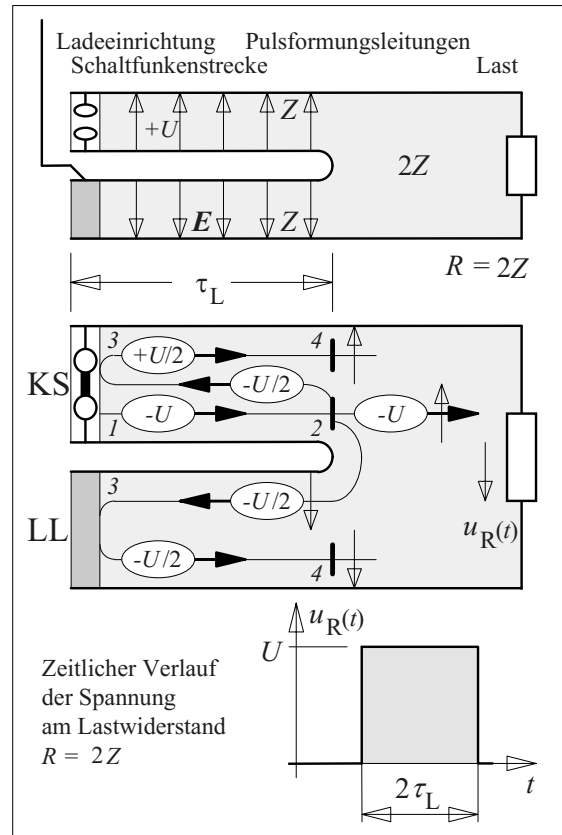 Ladeeinrichtung Pulsformungsleitungen
Schaltfunkenstrecke Last
+U Z
2Z
E Z
R = 2Z
τL
3 +U/2 4
KS -U/2
-U -U
1 2
3 -U/2
LL uR(t)
-U/2 4
uR(t)
U
Zeitlicher Verlauf
der Spannung
am Lastwiderstand
R = 2Z
t
2τL